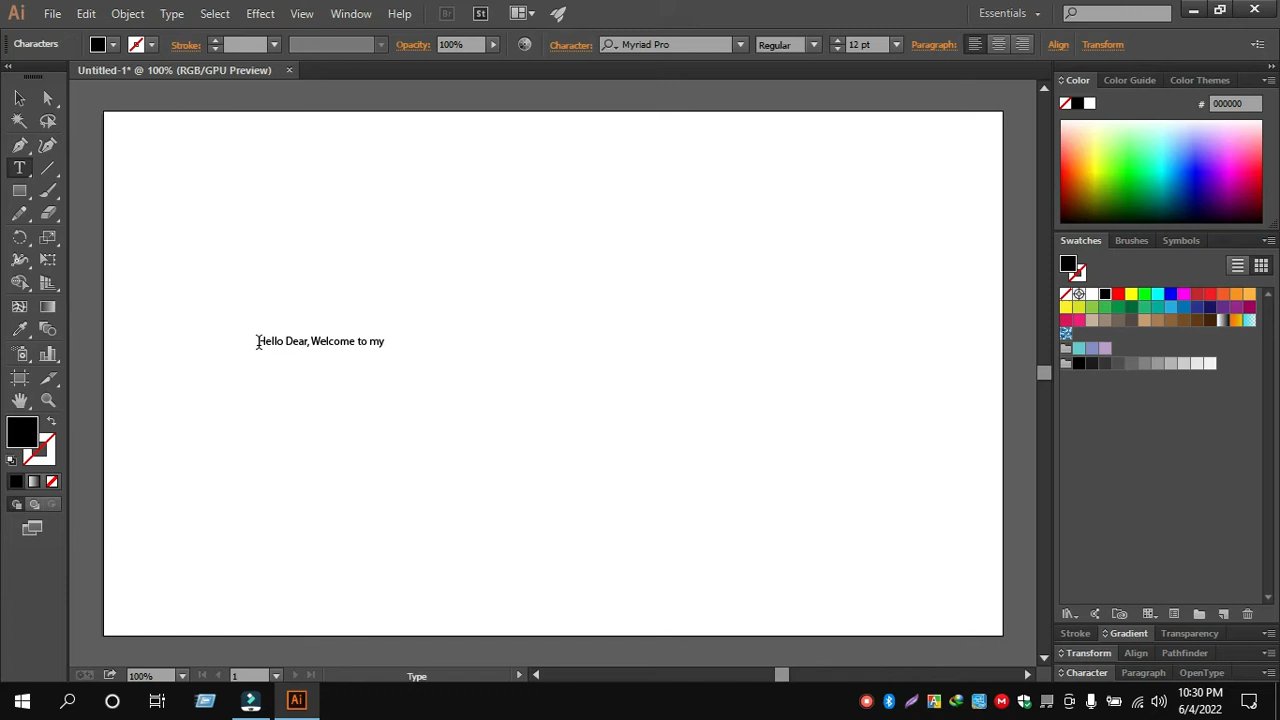 Ai File Edit Object Type Select Effect View Window Help Br St Essentials
Characters Stroke: Opacity: 100% Character: Myriad Pro Regular 12 pt Paragraph: Align Transform
Untitled-1* @ 100% (RGB/GPU Preview)
Color Color Guide Color Themes
# 000000
Swatches Brushes Symbols
Hello Dear, Welcome to my
Stroke Gradient Transparency
Transform Align Pathfinder
Character Paragraph OpenType
100% 1 Type
Ai
10:30 PM
6/4/2022